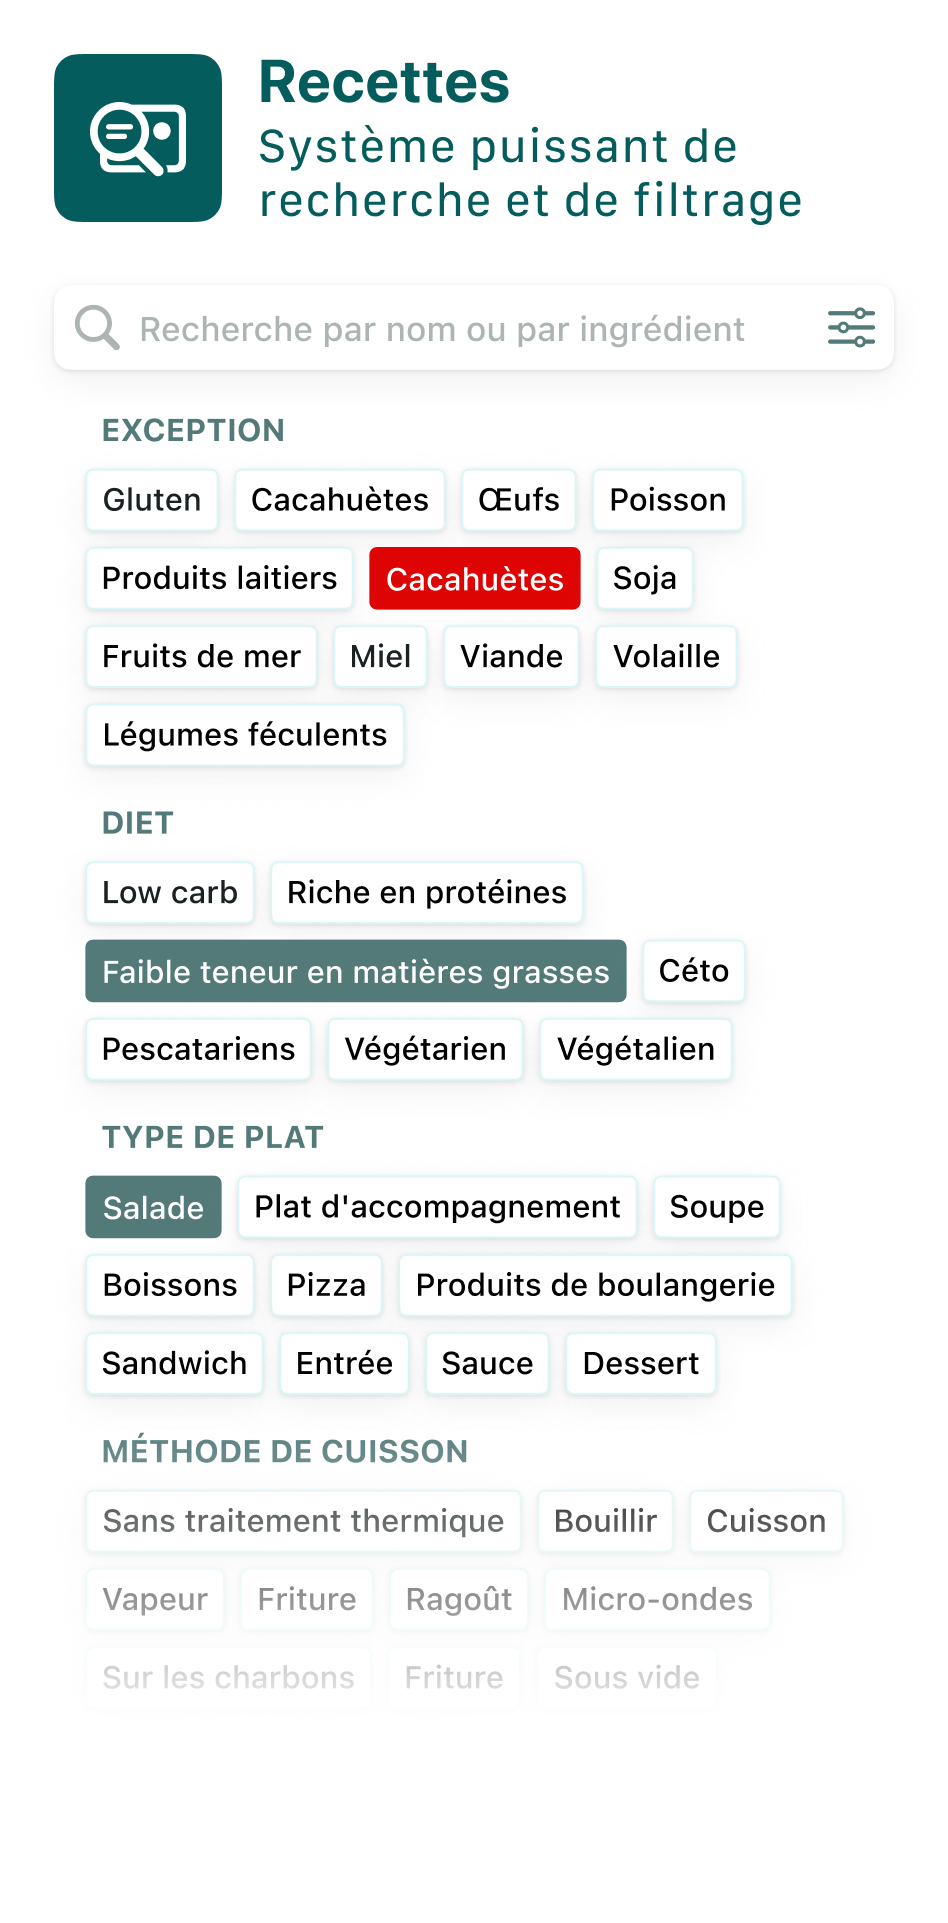 Recettes
Système puissant de
recherche et de filtrage
Recherche par nom ou par ingrédient
EXCEPTION
Gluten Cacahuètes Œufs Poisson
Produits laitiers Cacahuètes Soja
Fruits de mer Miel Viande Volaille
Légumes féculents
DIET
Low carb Riche en protéines
Faible teneur en matières grasses Céto
Pescatariens Végétarien Végétalien
TYPE DE PLAT
Salade Plat d'accompagnement Soupe
Boissons Pizza Produits de boulangerie
Sandwich Entrée Sauce Dessert
MÉTHODE DE CUISSON
Sans traitement thermique Bouillir Cuisson
Vapeur Friture Ragoût Micro-ondes
Sur les charbons Friture Sous vide